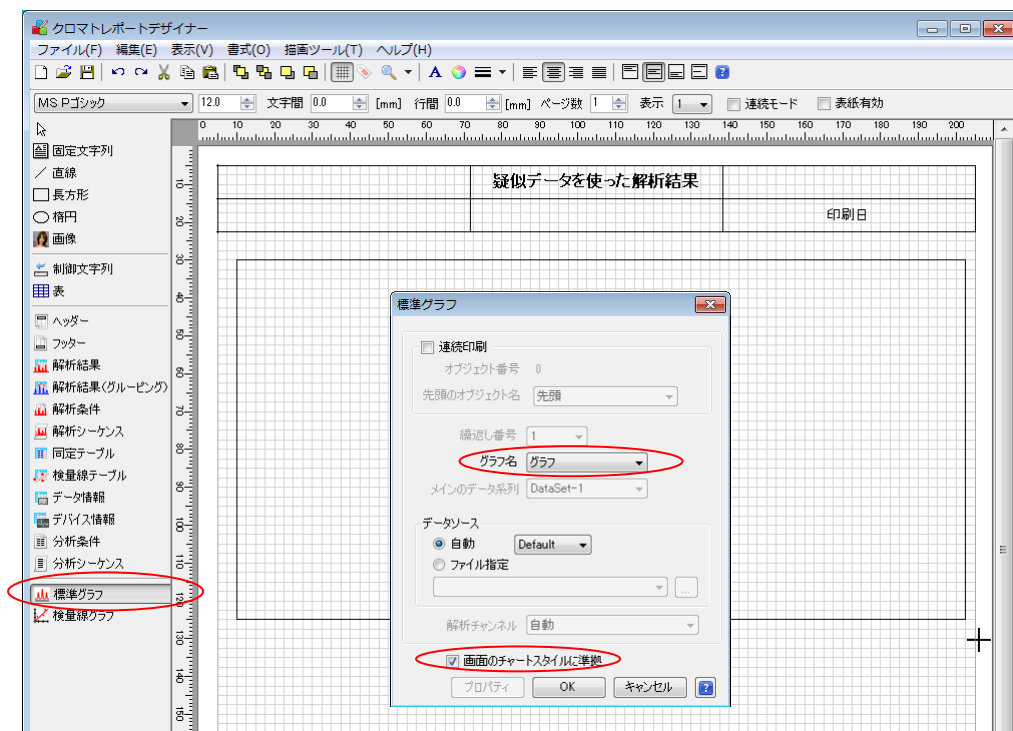 クロマトレポートデザイナー
ファイル(F) 編集(E) 表示(V) 書式(O) 描画ツール(T) ヘルプ(H)
A
MS Pゴシック 12.0 文字間 0.0 [mm] 行間 0.0 [mm] ページ数 1 表示 1 連続モード 表紙有効
0 10 20 30 40 50 60 70 80 90 100 110 120 130 140 150 160 170 180 190 200
固定文字列
直線
長方形
楕円
画像
制御文字列
表
ヘッダー
フッター
解析結果
解析結果(グルーピング)
解析条件
解析シーケンス
同定テーブル
検量線テーブル
データ情報
デバイス情報
分析条件
分析シーケンス
標準グラフ
検量線グラフ
10
20
30
40
50
60
70
80
90
100
110
120
130
140
150
疑似データを使った解析結果
印刷日
標準グラフ
連続印刷
オブジェクト番号 0
先頭のオブジェクト名 先頭
繰返し番号 1
グラフ名 グラフ
メインのデータ系列 DataSet-1
データソース
自動 Default
ファイル指定
...
解析チャンネル 自動
画面のチャートスタイルに準拠
プロパティ OK キャンセル ?